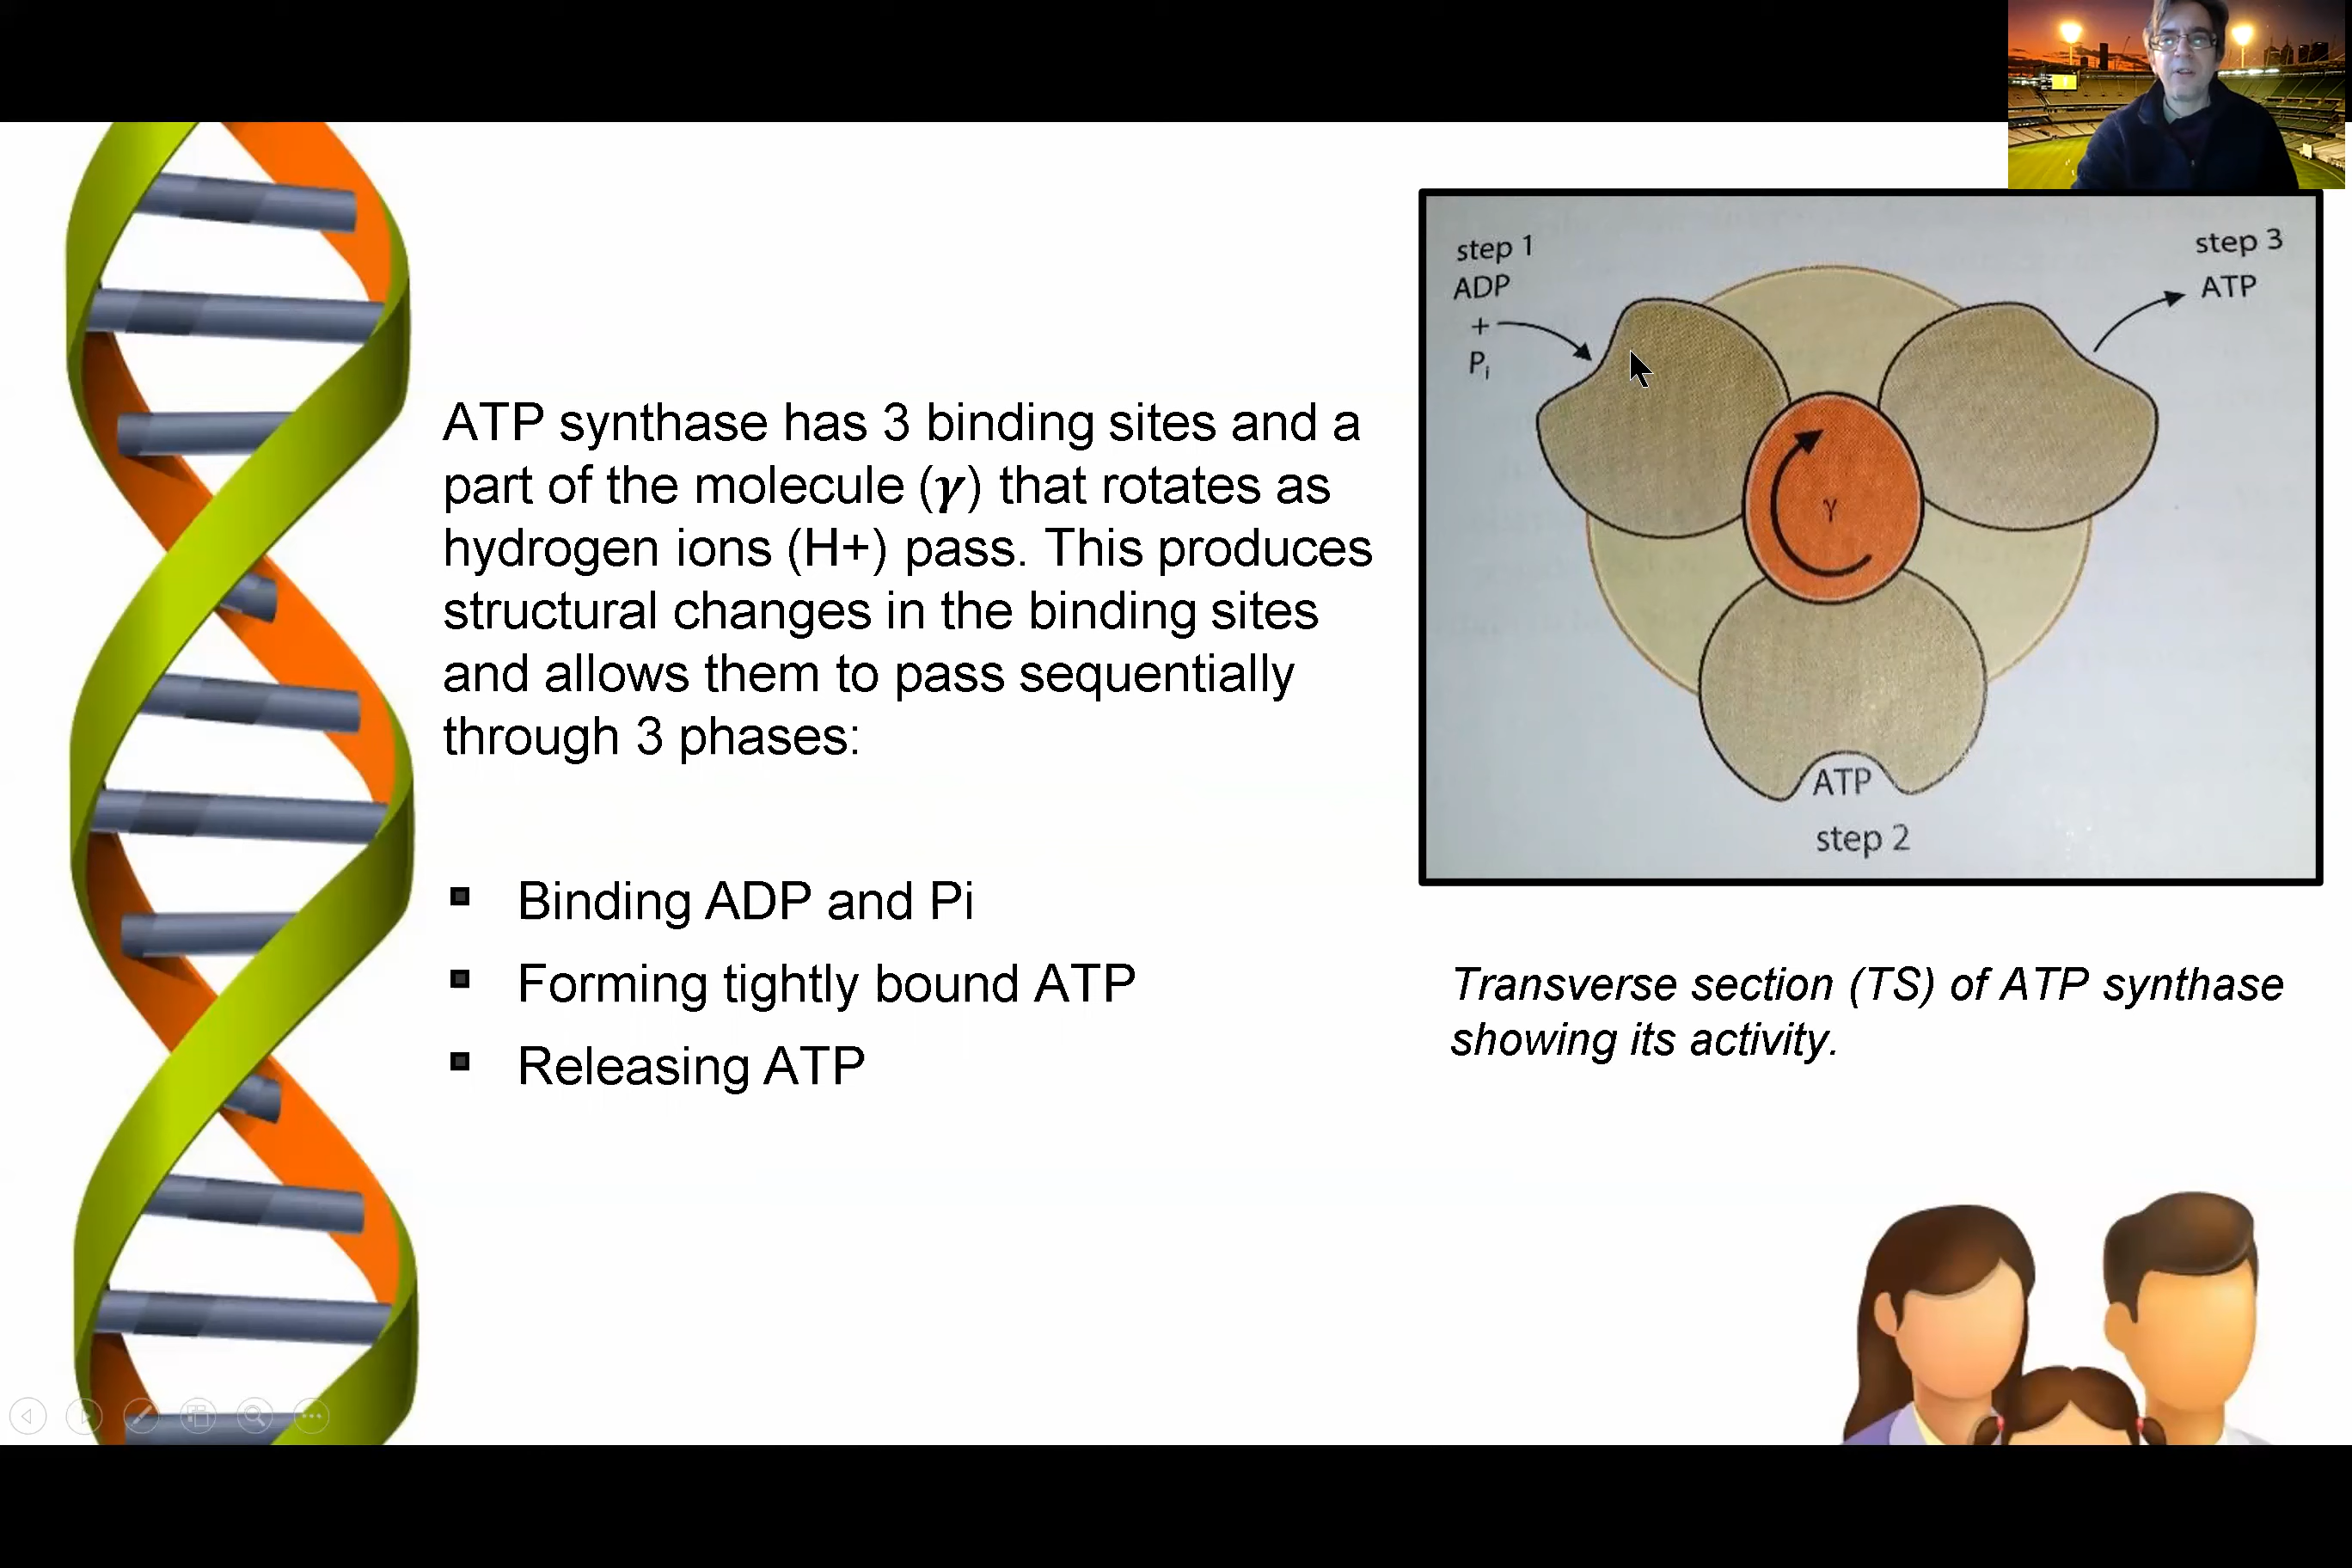 ATP synthase has 3 binding sites and a
part of the molecule (γ) that rotates as
hydrogen ions (H+) pass. This produces
structural changes in the binding sites
and allows them to pass sequentially
through 3 phases:
▪ Binding ADP and Pi
▪ Forming tightly bound ATP
▪ Releasing ATP
step 1
ADP
+
Pi
step 3
ATP
γ
ATP
step 2
Transverse section (TS) of ATP synthase
showing its activity.